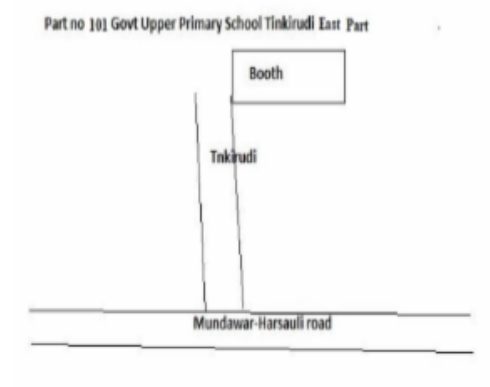 Part no 101 Govt Upper Primary School Tinkirudi East Part
Booth
Tnkirudi
Mundawar-Harsauli road